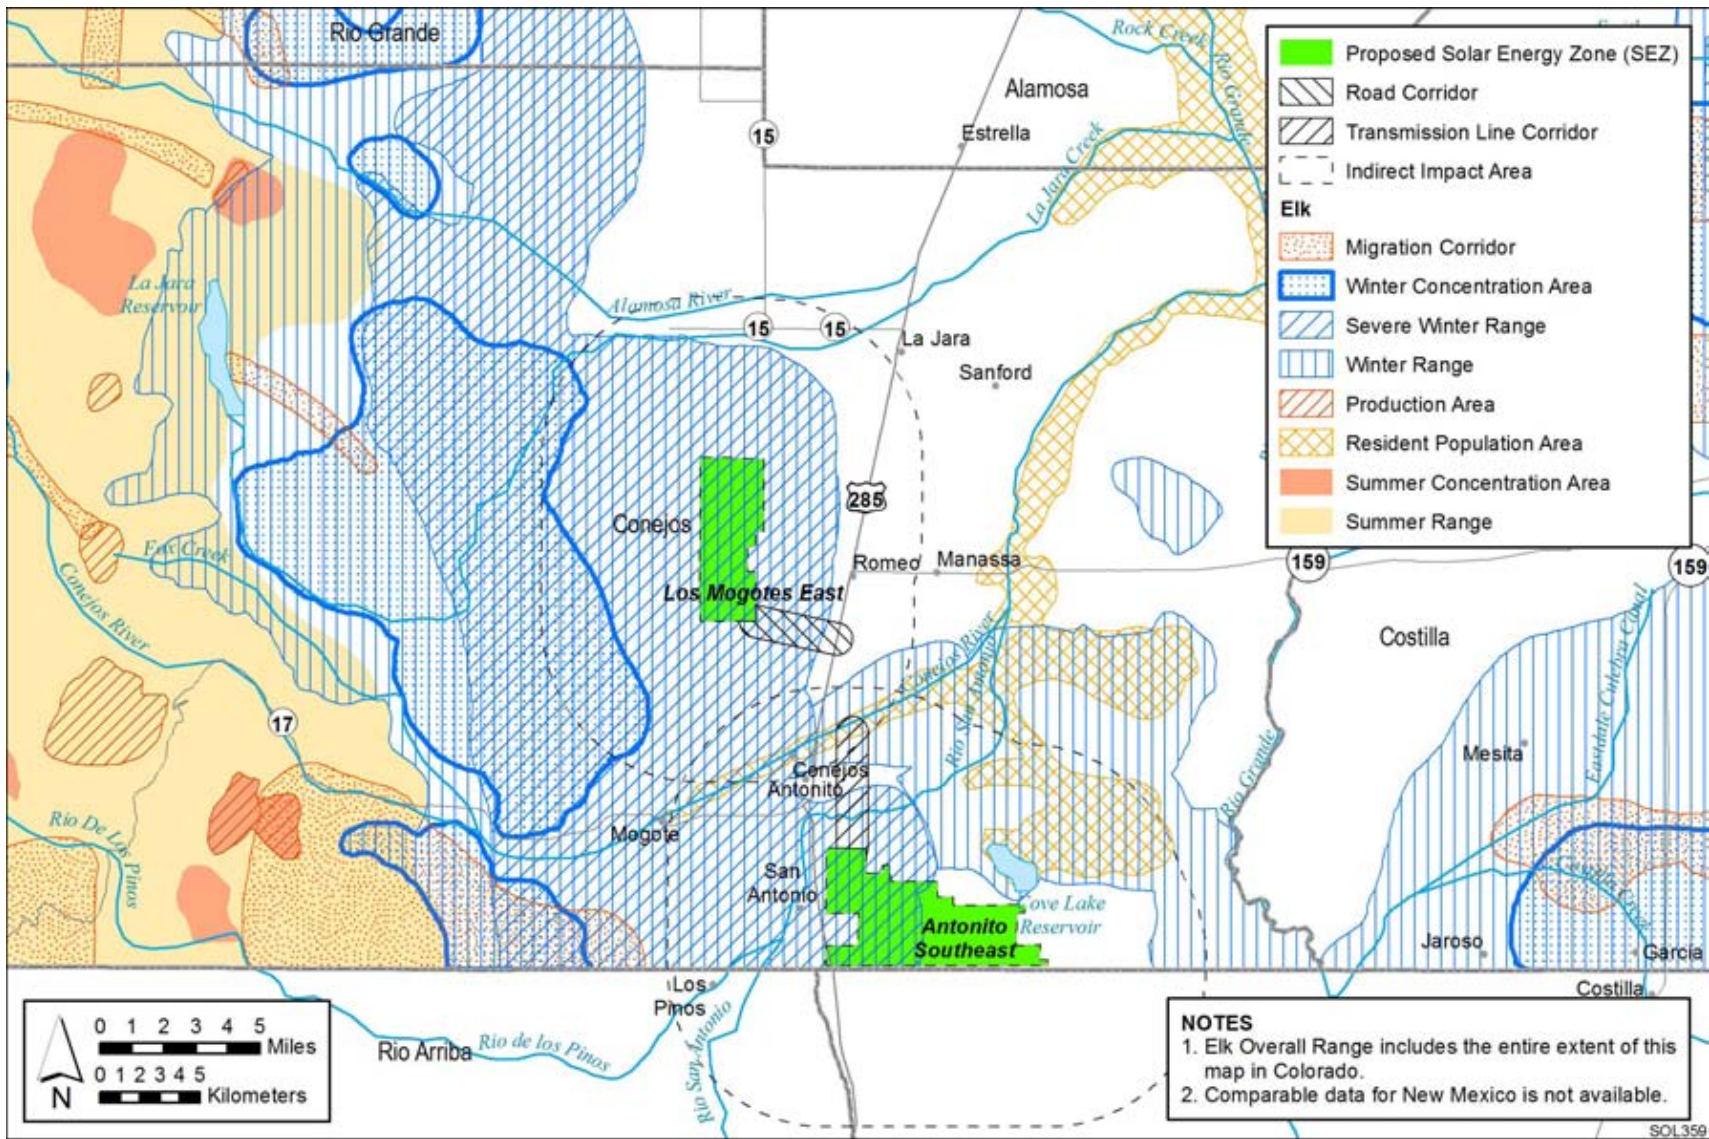 Rio Grande
Rock Creek
Rio Grande
Alamosa
15
Estrella
La Jara Creek
Proposed Solar Energy Zone (SEZ)
Road Corridor
Transmission Line Corridor
Indirect Impact Area
Elk
Migration Corridor
Winter Concentration Area
Severe Winter Range
Winter Range
Production Area
Resident Population Area
Summer Concentration Area
Summer Range
La Jara
Reservoir
Alamosa River
15
15
La Jara
Sanford
285
Conejos
Romeo
Manassa
159
159
Fox Creek
Conejos River
Los Mogotes East
Conejos River
Rio San Antonio
Costilla
Eastdale Culebra Canal
17
Rio Grande
Mesita
Conejos
Antonito
Mogote
Rio De Los Pinos
San
Antonio
Cove Lake
Reservoir
Antonito
Southeast
Costilla Creek
Jaroso
Garcia
Costilla
Los
Pinos
Rio Arriba
Rio de los Pinos
Rio San Antonio
0 1 2 3 4 5
Miles
0 1 2 3 4 5
Kilometers
N
NOTES
1. Elk Overall Range includes the entire extent of this
map in Colorado.
2. Comparable data for New Mexico is not available.
SOL359